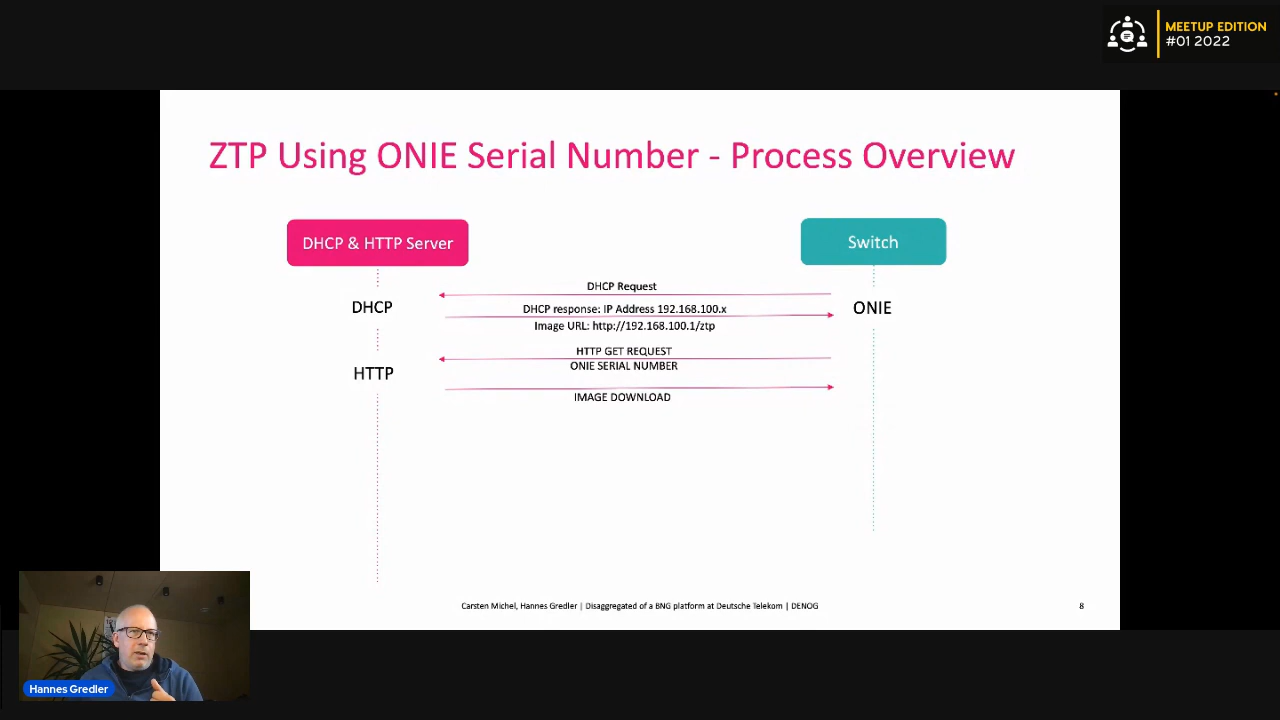 MEETUP EDITION
#01 2022
ZTP Using ONIE Serial Number - Process Overview
DHCP & HTTP Server
Switch
DHCP Request
DHCP
ONIE
DHCP response: IP Address 192.168.100.x
Image URL: http://192.168.100.1/ztp
HTTP GET REQUEST
ONIE SERIAL NUMBER
HTTP
IMAGE DOWNLOAD
Carsten Michel, Hannes Gredler | Disaggregated of a BNG platform at Deutsche Telekom | DENOG
8
Hannes Gredler